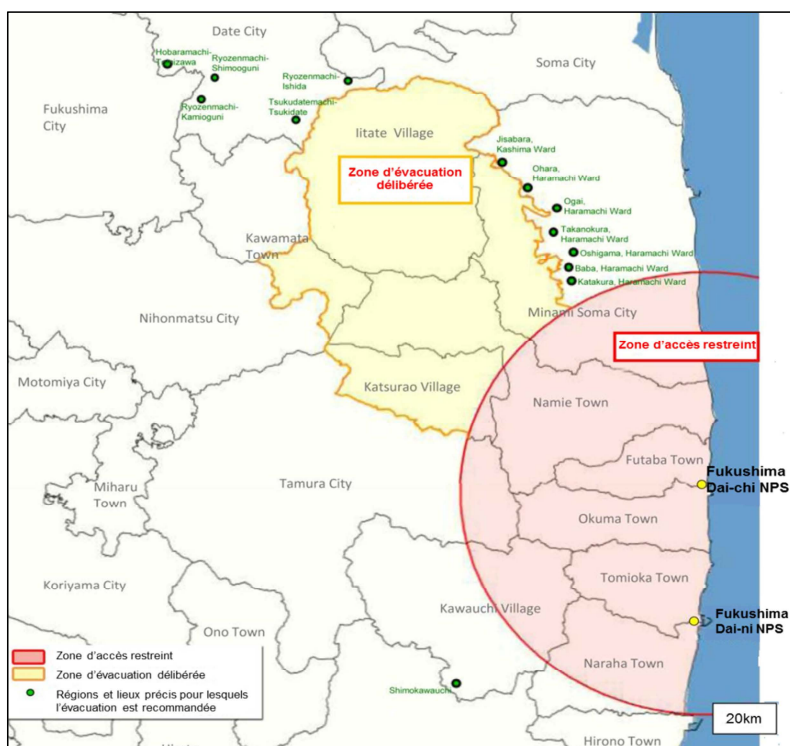 Date City
Hobaramachi-
Ryozenmachi-
Shimooguni
Ryozenmachi-
Ishida
Soma City
Fukushima
City
Ryozenmachi-
Kamioguni
Tsukudatemachi-
Tsukidate
Iitate Village
Jisabara,
Kashima Ward
Zone d'évacuation
délibérée
Ohara,
Haramachi Ward
Ogai,
Haramachi Ward
Takanokura,
Haramachi Ward
Kawamata
Town
Oshigama, Haramachi Ward
Baba, Haramachi Ward
Katakura, Haramachi Ward
Nihonmatsu City
Minami Soma City
Zone d'accès restreint
Motomiya City
Katsurao Village
Namie Town
Futaba Town
Fukushima
Dai-chi NPS
Miharu
Town
Tamura City
Okuma Town
Koriyama City
Tomioka Town
Kawauchi Village
Fukushima
Dai-ni NPS
Ono Town
Naraha Town
Shimokawauchi
Zone d'accès restreint
Zone d'évacuation délibérée
Régions et lieux précis pour lesquels
l'évacuation est recommandée
20km
Hirono Town